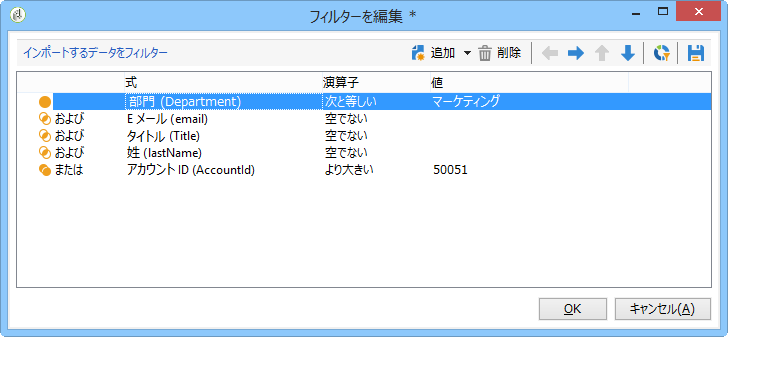 フィルターを編集 *
インポートするデータをフィルター 追加 削除
式 演算子 値
部門 (Department) 次と等しい マーケティング
および Eメール (email) 空でない
および タイトル (Title) 空でない
および 姓 (lastName) 空でない
または アカウント ID (AccountId) より大きい 50051
OK キャンセル(A)